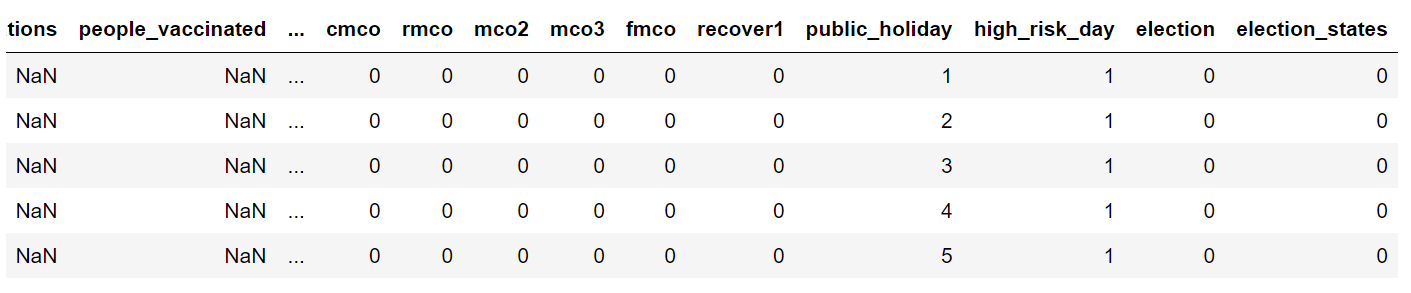 tions people_vaccinated ... cmco rmco mco2 mco3 fmco recover1 public_holiday high_risk_day election election_states
NaN NaN ... 0 0 0 0 0 0 1 1 0 0
NaN NaN ... 0 0 0 0 0 0 2 1 0 0
NaN NaN ... 0 0 0 0 0 0 3 1 0 0
NaN NaN ... 0 0 0 0 0 0 4 1 0 0
NaN NaN ... 0 0 0 0 0 0 5 1 0 0